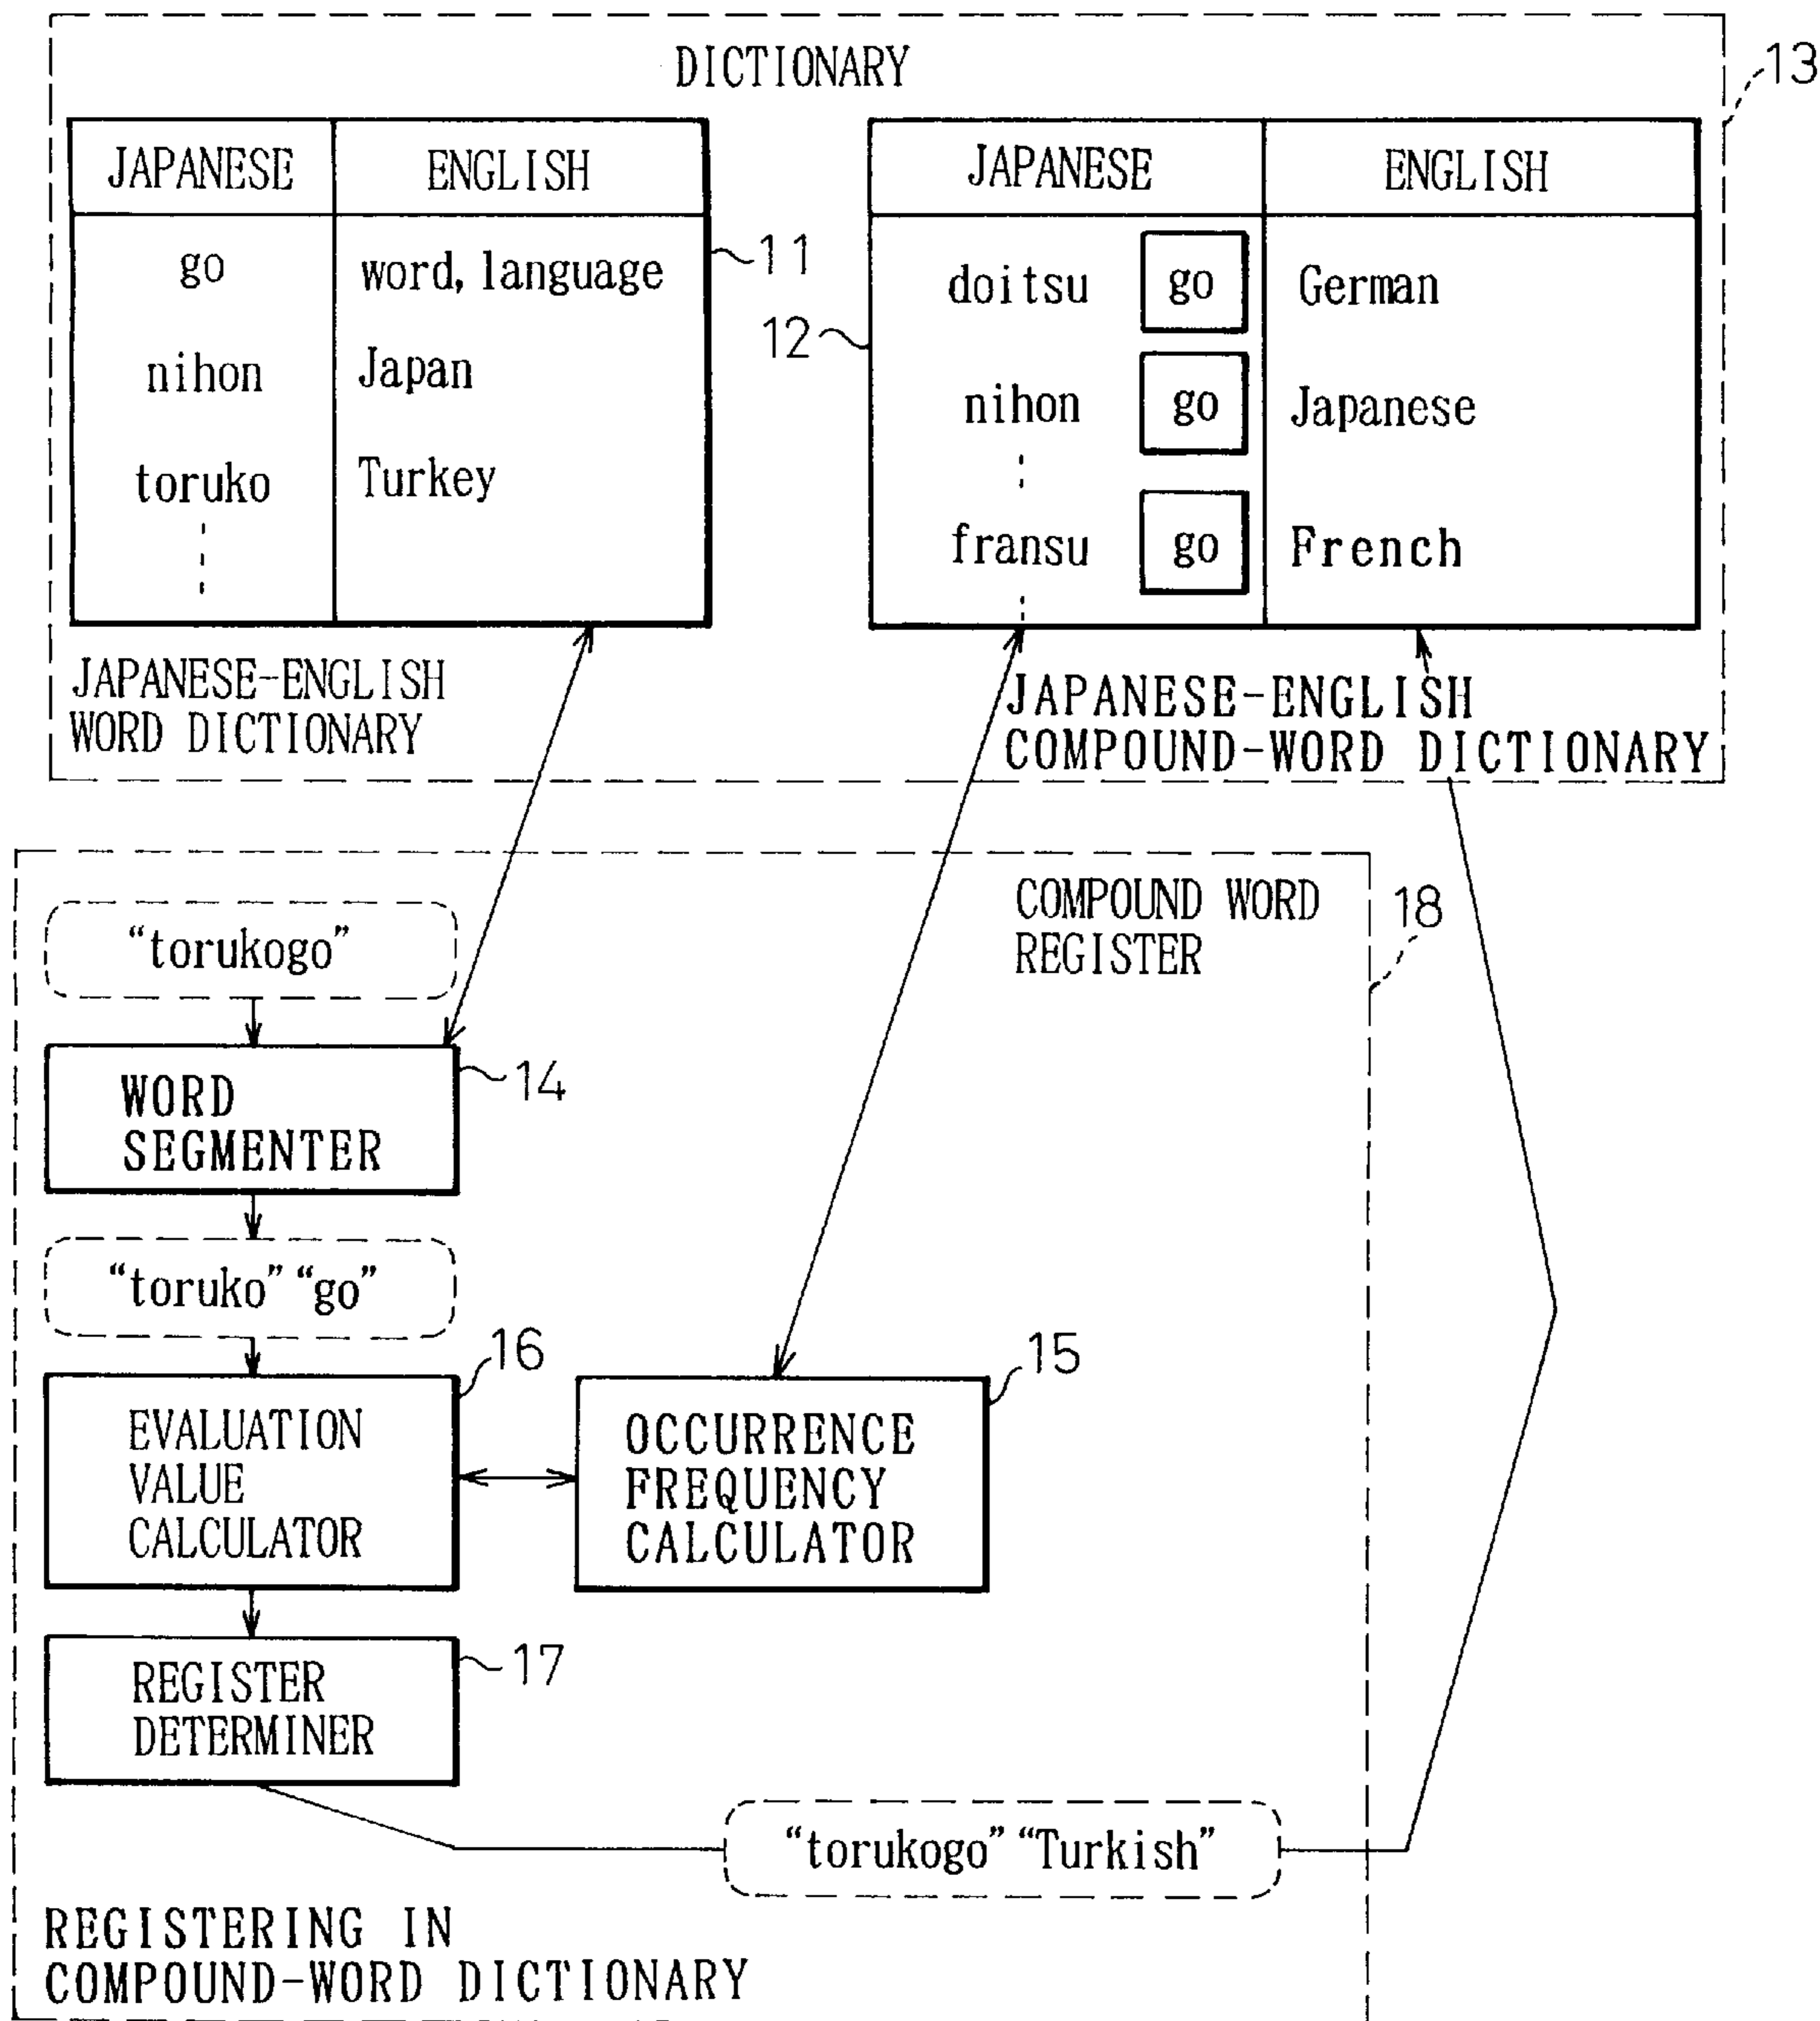 DICTIONARY
13
JAPANESE ENGLISH
go word, language
nihon Japan
toruko Turkey
11
JAPANESE-ENGLISH
WORD DICTIONARY
12
JAPANESE ENGLISH
doitsu go German
nihon go Japanese
fransu go French
JAPANESE-ENGLISH
COMPOUND-WORD DICTIONARY
COMPOUND WORD
REGISTER
18
“torukogo”
WORD
SEGMENTER
14
“toruko” “go”
EVALUATION
VALUE
CALCULATOR
16
OCCURRENCE
FREQUENCY
CALCULATOR
15
REGISTER
DETERMINER
17
“torukogo” “Turkish”
REGISTERING IN
COMPOUND-WORD DICTIONARY